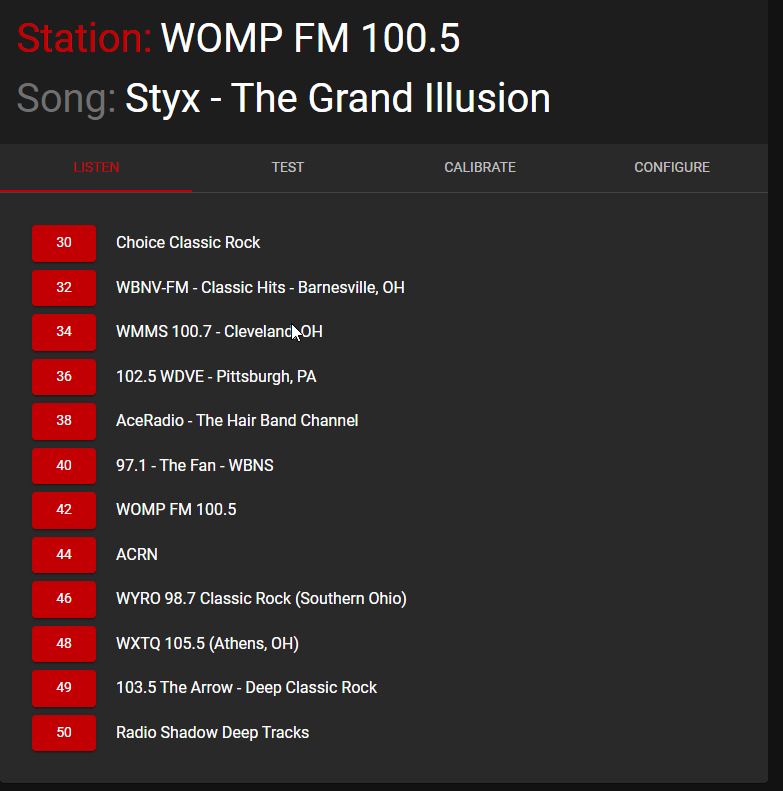 Station: WOMP FM 100.5
Song: Styx - The Grand Illusion
LISTEN TEST CALIBRATE CONFIGURE
30 Choice Classic Rock
32 WBNV-FM - Classic Hits - Barnesville, OH
34 WMMS 100.7 - Cleveland, OH
36 102.5 WDVE - Pittsburgh, PA
38 AceRadio - The Hair Band Channel
40 97.1 - The Fan - WBNS
42 WOMP FM 100.5
44 ACRN
46 WYRO 98.7 Classic Rock (Southern Ohio)
48 WXTQ 105.5 (Athens, OH)
49 103.5 The Arrow - Deep Classic Rock
50 Radio Shadow Deep Tracks